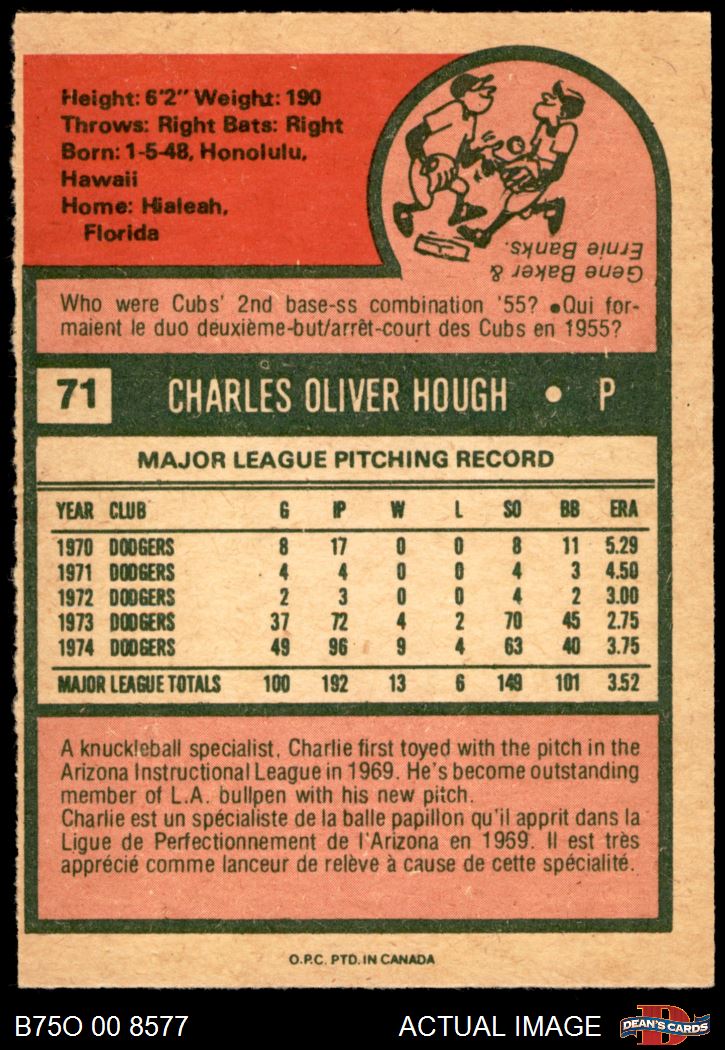 Height: 6'2" Weight: 190
Throws: Right Bats: Right
Born: 1-5-48, Honolulu,
Hawaii
Home: Hialeah,
Florida
Gene Baker &
Ernie Banks.
Who were Cubs' 2nd base-ss combination '55? ●Qui for-
maient le duo deuxième-but/arrêt-court des Cubs en 1955?
71 CHARLES OLIVER HOUGH • P
MAJOR LEAGUE PITCHING RECORD
YEAR CLUB G IP W L SO BB ERA
1970 DODGERS 8 17 0 0 8 11 5.29
1971 DODGERS 4 4 0 0 4 3 4.50
1972 DODGERS 2 3 0 0 4 2 3.00
1973 DODGERS 37 72 4 2 70 45 2.75
1974 DODGERS 49 96 9 4 63 40 3.75
MAJOR LEAGUE TOTALS 100 192 13 6 149 101 3.52
A knuckleball specialist, Charlie first toyed with the pitch in the
Arizona Instructional League in 1969. He's become outstanding
member of L.A. bullpen with his new pitch.
Charlie est un spécialiste de la balle papillon qu'il apprit dans la
Ligue de Perfectionnement de l'Arizona en 1969. Il est très
apprécié comme lanceur de relève à cause de cette spécialité.
O.P.C. PTD. IN CANADA
B75O 00 8577 ACTUAL IMAGE D DEAN'S CARDS